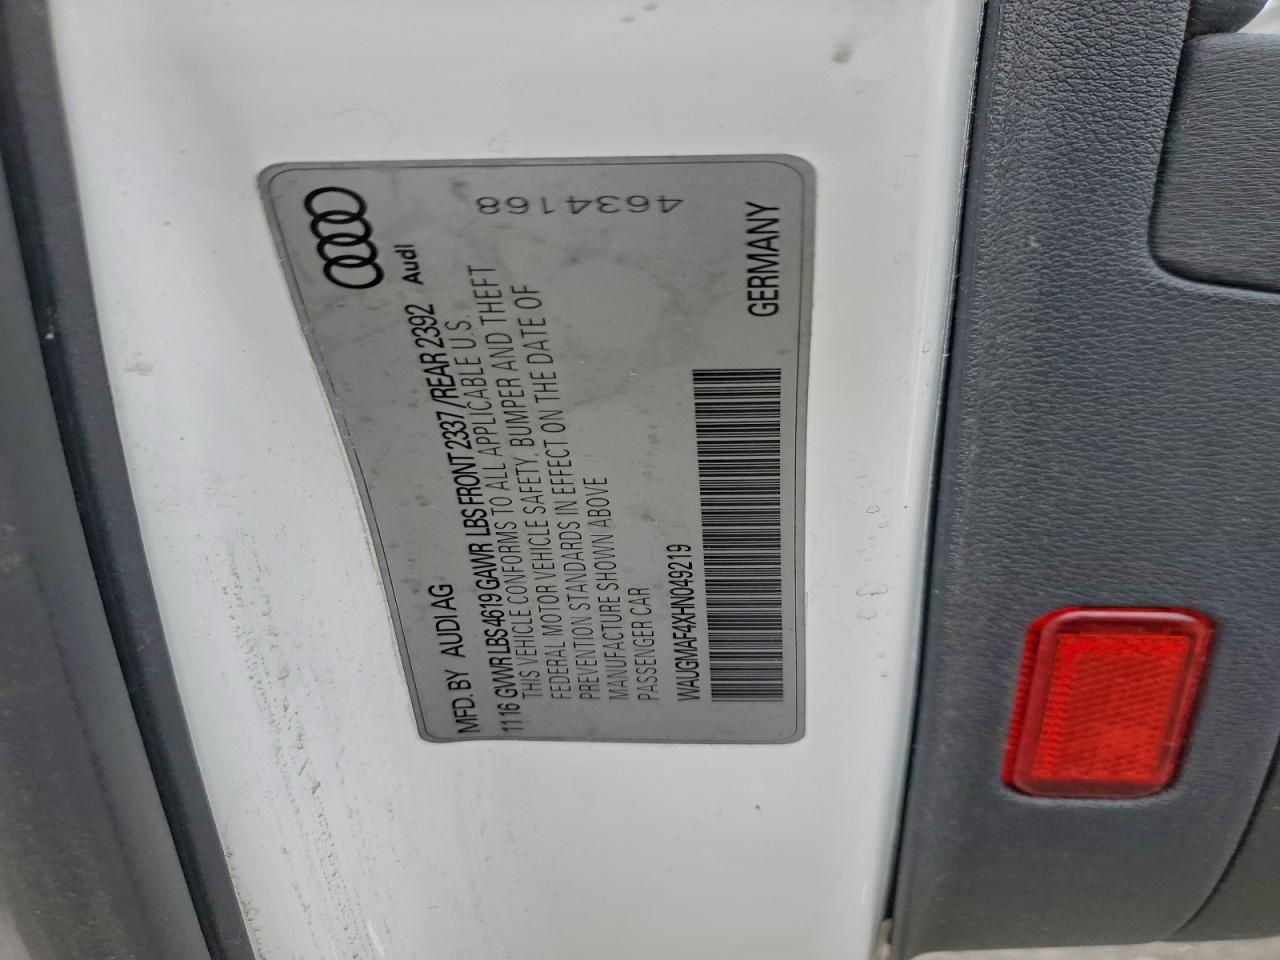 MFD. BY AUDI AG
1116 GVWR LBS 4619 GAWR LBS FRONT 2337 / REAR 2392
Audi
THIS VEHICLE CONFORMS TO ALL APPLICABLE U.S.
FEDERAL MOTOR VEHICLE SAFETY, BUMPER AND THEFT
PREVENTION STANDARDS IN EFFECT ON THE DATE OF
MANUFACTURE SHOWN ABOVE
PASSENGER CAR
WAUGMAF4XHN049219
GERMANY
4634168